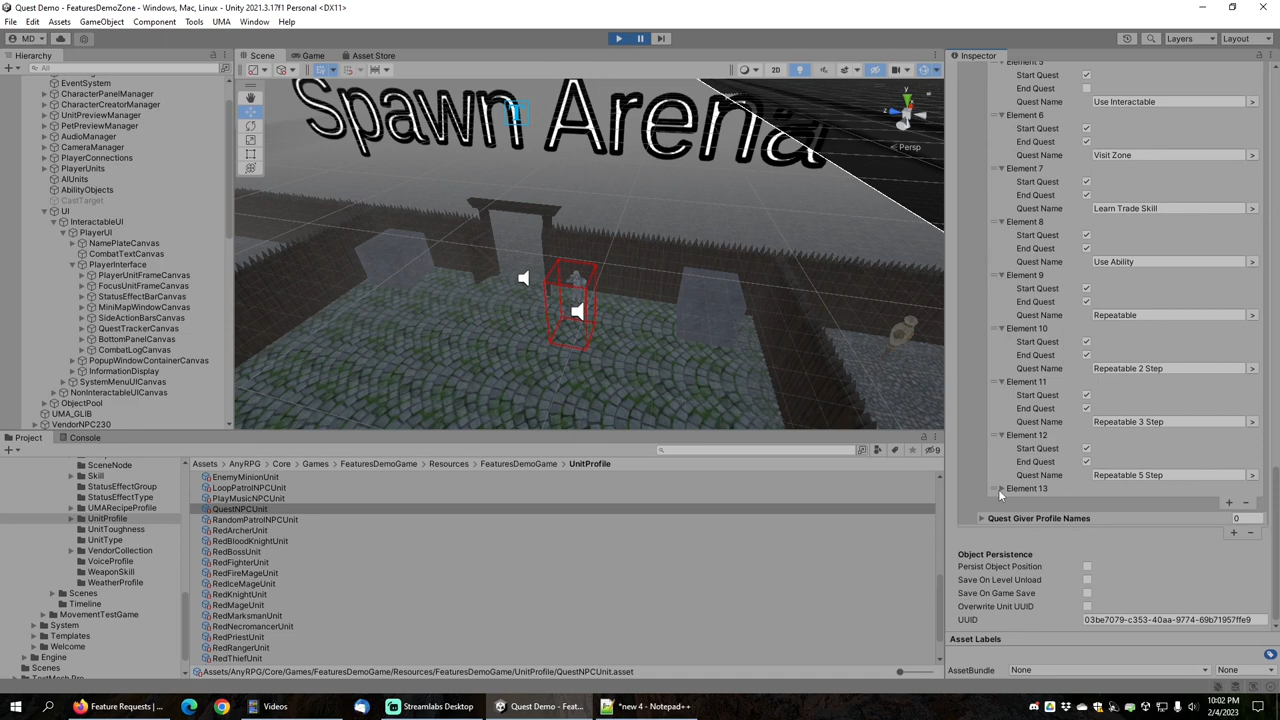 Quest Demo - FeaturesDemoZone - Windows, Mac, Linux - Unity 2021.3.17f1 Personal <DX11>
File Edit Assets GameObject Component Tools UMA Window Help
MD Layers Layout
Hierarchy
All
EventSystem
CharacterPanelManager
CharacterCreatorManager
UnitPreviewManager
PetPreviewManager
AudioManager
CameraManager
PlayerConnections
PlayerUnits
AIUnits
AbilityObjects
CastTarget
UI
InteractableUI
PlayerUI
NamePlateCanvas
CombatTextCanvas
PlayerInterface
PlayerUnitFrameCanvas
FocusUnitFrameCanvas
StatusEffectBarCanvas
MiniMapWindowCanvas
SideActionBarsCanvas
QuestTrackerCanvas
BottomPanelCanvas
CombatLogCanvas
PopupWindowContainerCanvas
InformationDisplay
SystemMenuUICanvas
NonInteractableUICanvas
ObjectPool
UMA_GLIB
VendorNPC230
Scene Game Asset Store
2D
Spawn Arena
y
z
Persp
Project Console
9
SceneNode
Skill
StatusEffectGroup
StatusEffectType
UMARecipeProfile
UnitProfile
UnitToughness
UnitType
VendorCollection
VoiceProfile
WeaponSkill
WeatherProfile
Scenes
Timeline
MovementTestGame
System
Templates
Welcome
Engine
Scenes
Assets > AnyRPG > Core > Games > FeaturesDemoGame > Resources > FeaturesDemoGame > UnitProfile
EnemyMinionUnit
LoopPatrolNPCUnit
PlayMusicNPCUnit
QuestNPCUnit
RandomPatrolNPCUnit
RedArcherUnit
RedBloodKnightUnit
RedBossUnit
RedFighterUnit
RedFireMageUnit
RedIceMageUnit
RedKnightUnit
RedMageUnit
RedMarksmanUnit
RedNecromancerUnit
RedPriestUnit
RedRangerUnit
RedThiefUnit
Assets/AnyRPG/Core/Games/FeaturesDemoGame/Resources/FeaturesDemoGame/UnitProfile/QuestNPCUnit.asset
Inspector
Element 5
Start Quest
End Quest
Quest Name Use Interactable >
Element 6
Start Quest
End Quest
Quest Name Visit Zone >
Element 7
Start Quest
End Quest
Quest Name Learn Trade Skill >
Element 8
Start Quest
End Quest
Quest Name Use Ability >
Element 9
Start Quest
End Quest
Quest Name Repeatable >
Element 10
Start Quest
End Quest
Quest Name Repeatable 2 Step >
Element 11
Start Quest
End Quest
Quest Name Repeatable 3 Step >
Element 12
Start Quest
End Quest
Quest Name Repeatable 5 Step >
Element 13
+ −
Quest Giver Profile Names 0
+ −
Object Persistence
Persist Object Position
Save On Level Unload
Save On Game Save
Overwrite Unit UUID
UUID 03be7079-c353-40aa-9774-69b71957ffe9
Asset Labels
AssetBundle None None
Feature Requests | ... Videos Streamlabs Desktop Quest Demo - Feat... *new 4 - Notepad++
10:02 PM
2/4/2023